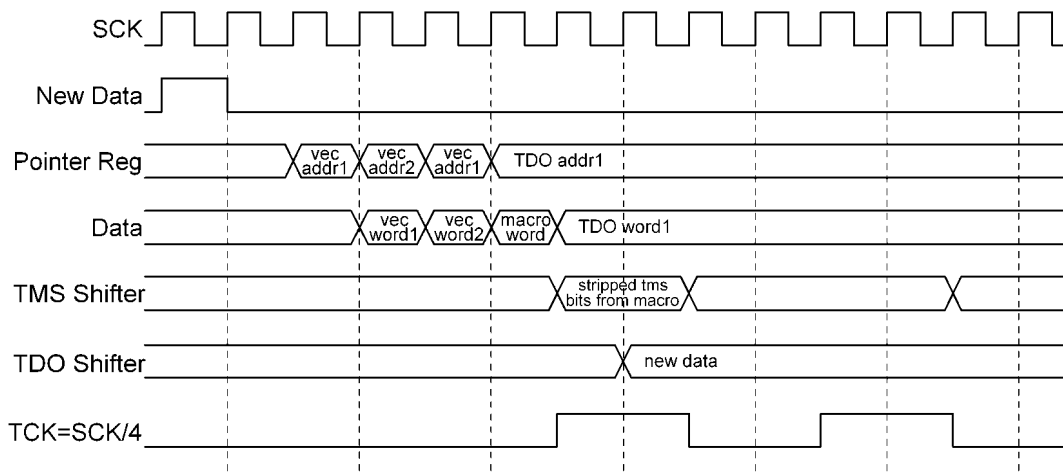 SCK
New Data
Pointer Reg
vec
addr1
vec
addr2
vec
addr1
TDO addr1
Data
vec
word1
vec
word2
macro
word
TDO word1
TMS Shifter
stripped tms
bits from macro
TDO Shifter
new data
TCK=SCK/4